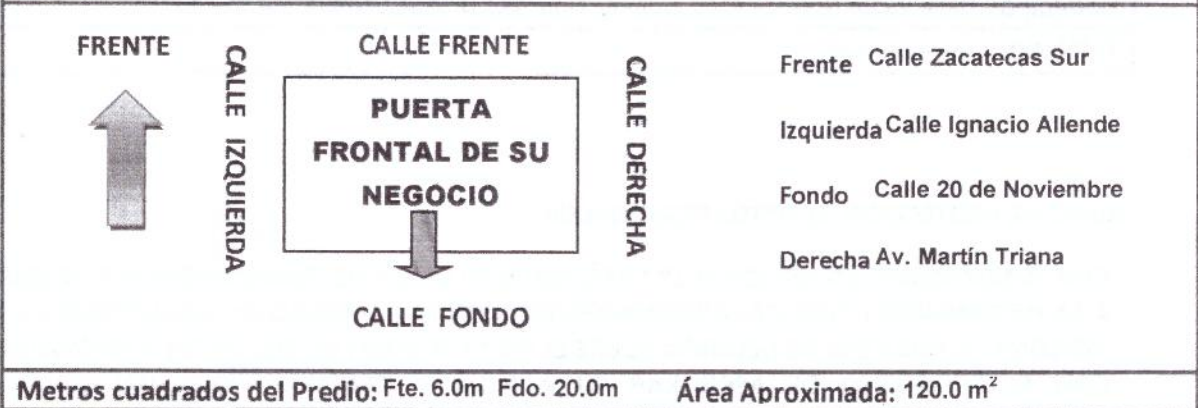 FRENTE
CALLE IZQUIERDA
CALLE FRENTE
PUERTA
FRONTAL DE SU
NEGOCIO
CALLE FONDO
CALLE DERECHA
Frente Calle Zacatecas Sur
Izquierda Calle Ignacio Allende
Fondo Calle 20 de Noviembre
Derecha Av. Martín Triana
Metros cuadrados del Predio: Fte. 6.0m Fdo. 20.0m Área Aproximada: 120.0 m²